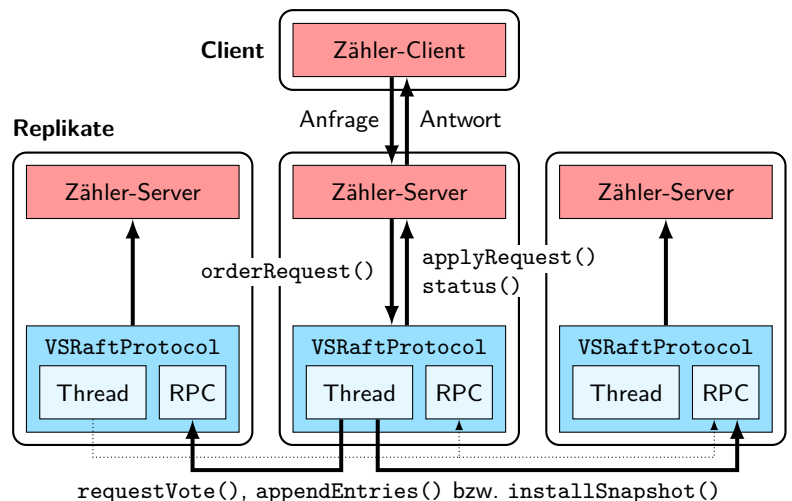 Client
Zähler-Client
Anfrage
Antwort
Replikate
Zähler-Server
Zähler-Server
Zähler-Server
orderRequest()
applyRequest()
status()
VSRaftProtocol
VSRaftProtocol
VSRaftProtocol
Thread
RPC
Thread
RPC
Thread
RPC
requestVote(), appendEntries() bzw. installSnapshot()